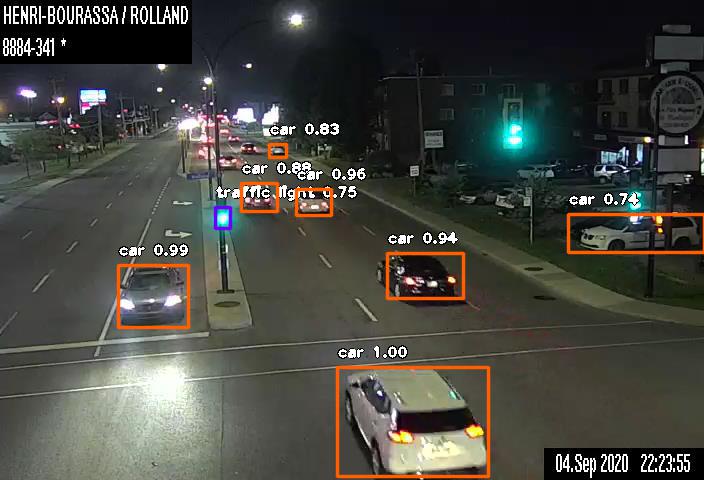 HENRI-BOURASSA / ROLLAND
8884-341 *
car 0.83
car 0.88
car 0.96
traffic light 0.75
car 0.74
car 0.99
car 0.94
car 1.00
04.Sep 2020 22:23:55